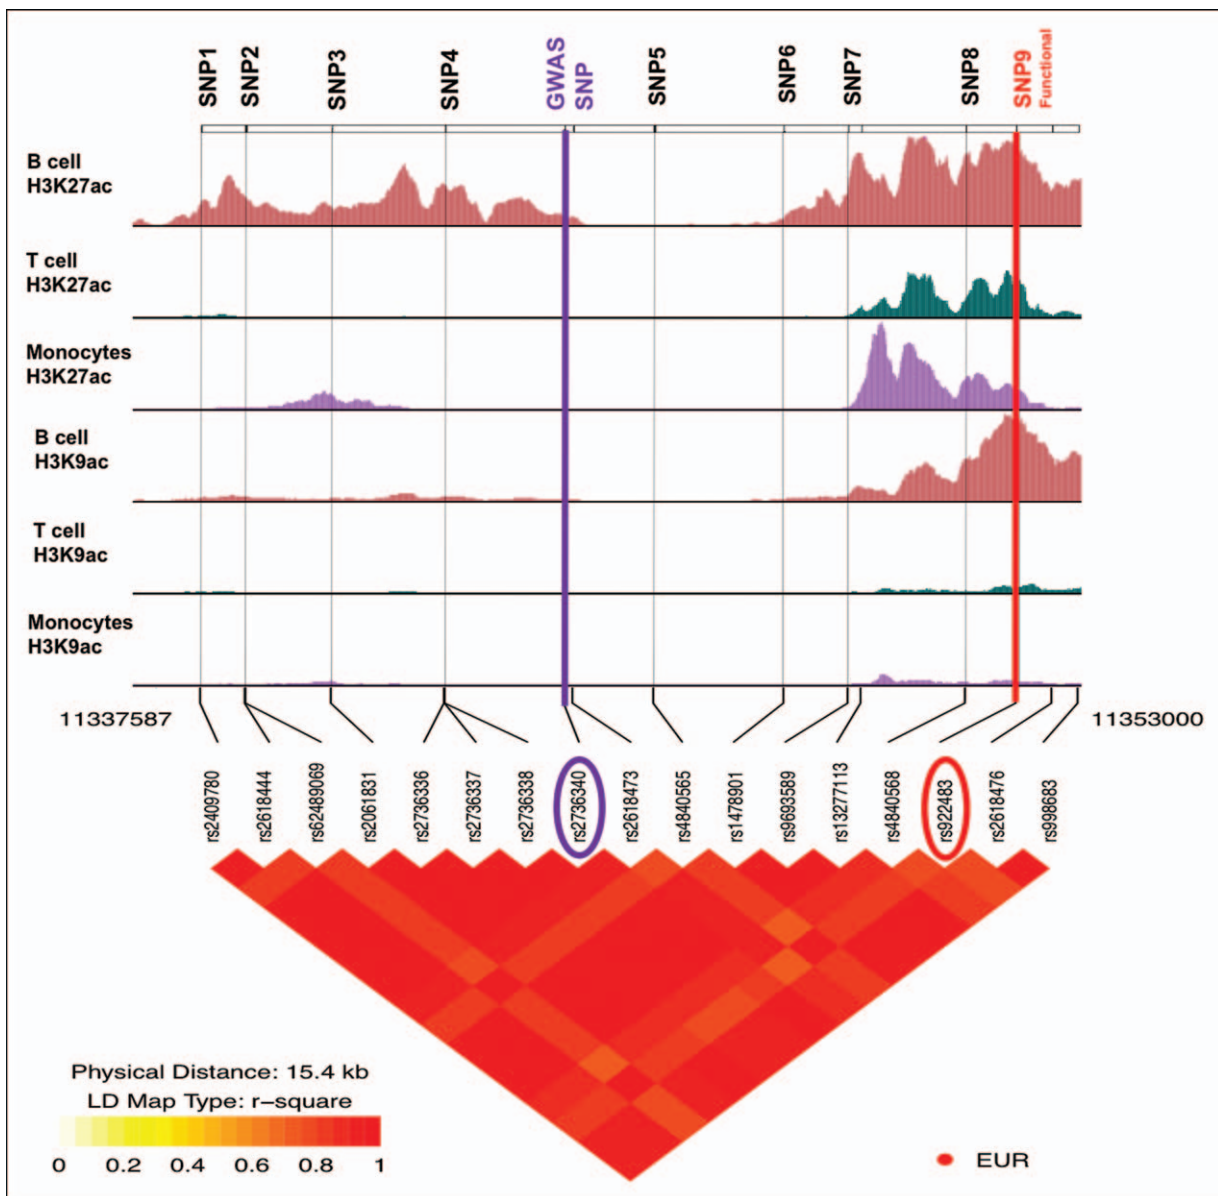 SNP1
SNP2
SNP3
SNP4
GWAS
SNP
SNP5
SNP6
SNP7
SNP8
SNP9
Functional
B cell
H3K27ac
T cell
H3K27ac
Monocytes
H3K27ac
B cell
H3K9ac
T cell
H3K9ac
Monocytes
H3K9ac
11337587
11353000
rs2409780
rs2618444
rs62489069
rs2061831
rs2736336
rs2736337
rs2736338
rs2736340
rs2618473
rs4840565
rs1478901
rs9693589
rs13277113
rs4840568
rs922483
rs2618476
rs998683
Physical Distance: 15.4 kb
LD Map Type: r-square
0 0.2 0.4 0.6 0.8 1
EUR